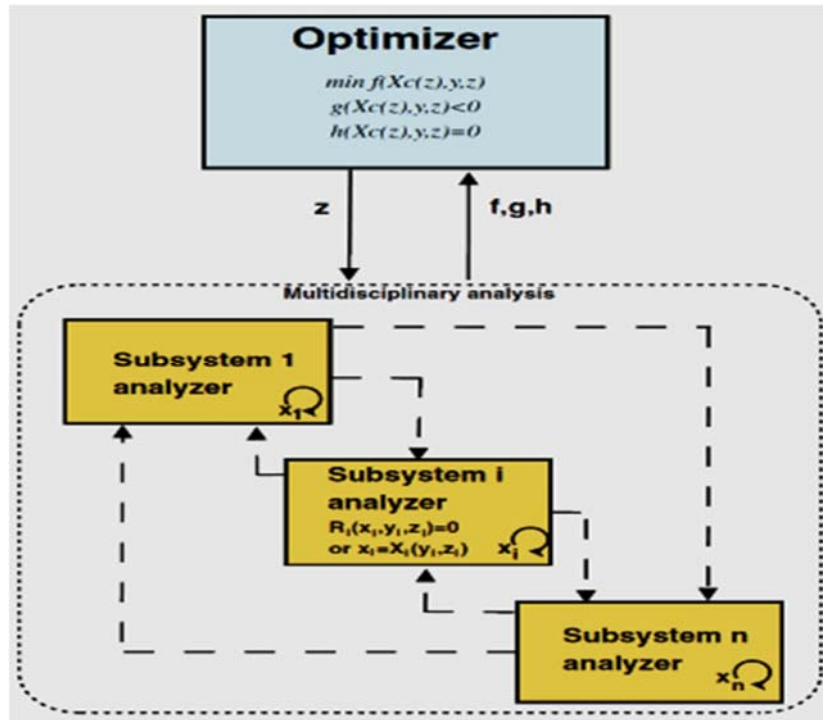 Optimizer
min f(Xc(z),y,z)
g(Xc(z),y,z)<0
h(Xc(z),y,z)=0
z
f,g,h
Multidisciplinary analysis
Subsystem 1
analyzer
x₁
Subsystem i
analyzer
Rᵢ(xᵢ,yᵢ,zᵢ)=0
or xᵢ=Xᵢ(yᵢ,zᵢ)
xᵢ
Subsystem n
analyzer
xₙ